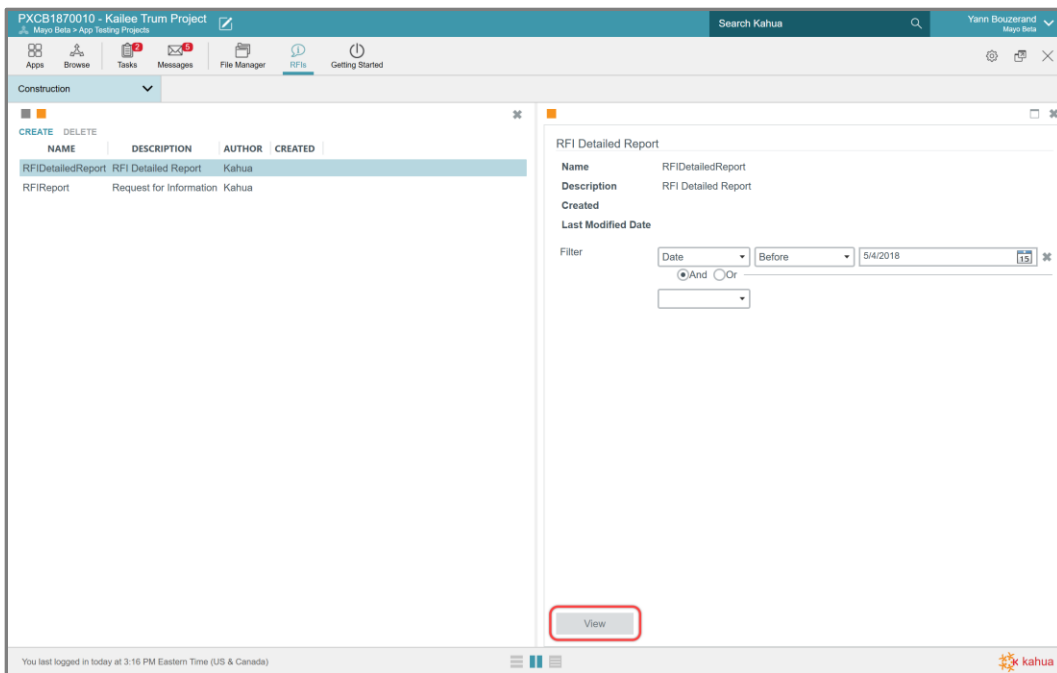 PXCB1870010 - Kailee Trum Project
Mayo Beta > App Testing Projects
Search Kahua
Yann Bouzerand
Mayo Beta
Apps
Browse
2
Tasks
5
Messages
File Manager
RFIs
Getting Started
Construction
CREATE DELETE
NAME DESCRIPTION AUTHOR CREATED
RFIDetailedReport RFI Detailed Report Kahua
RFIReport Request for Information Kahua
RFI Detailed Report
Name RFIDetailedReport
Description RFI Detailed Report
Created
Last Modified Date
Filter Date Before 5/4/2018 15
And Or
View
You last logged in today at 3:16 PM Eastern Time (US & Canada)
kahua